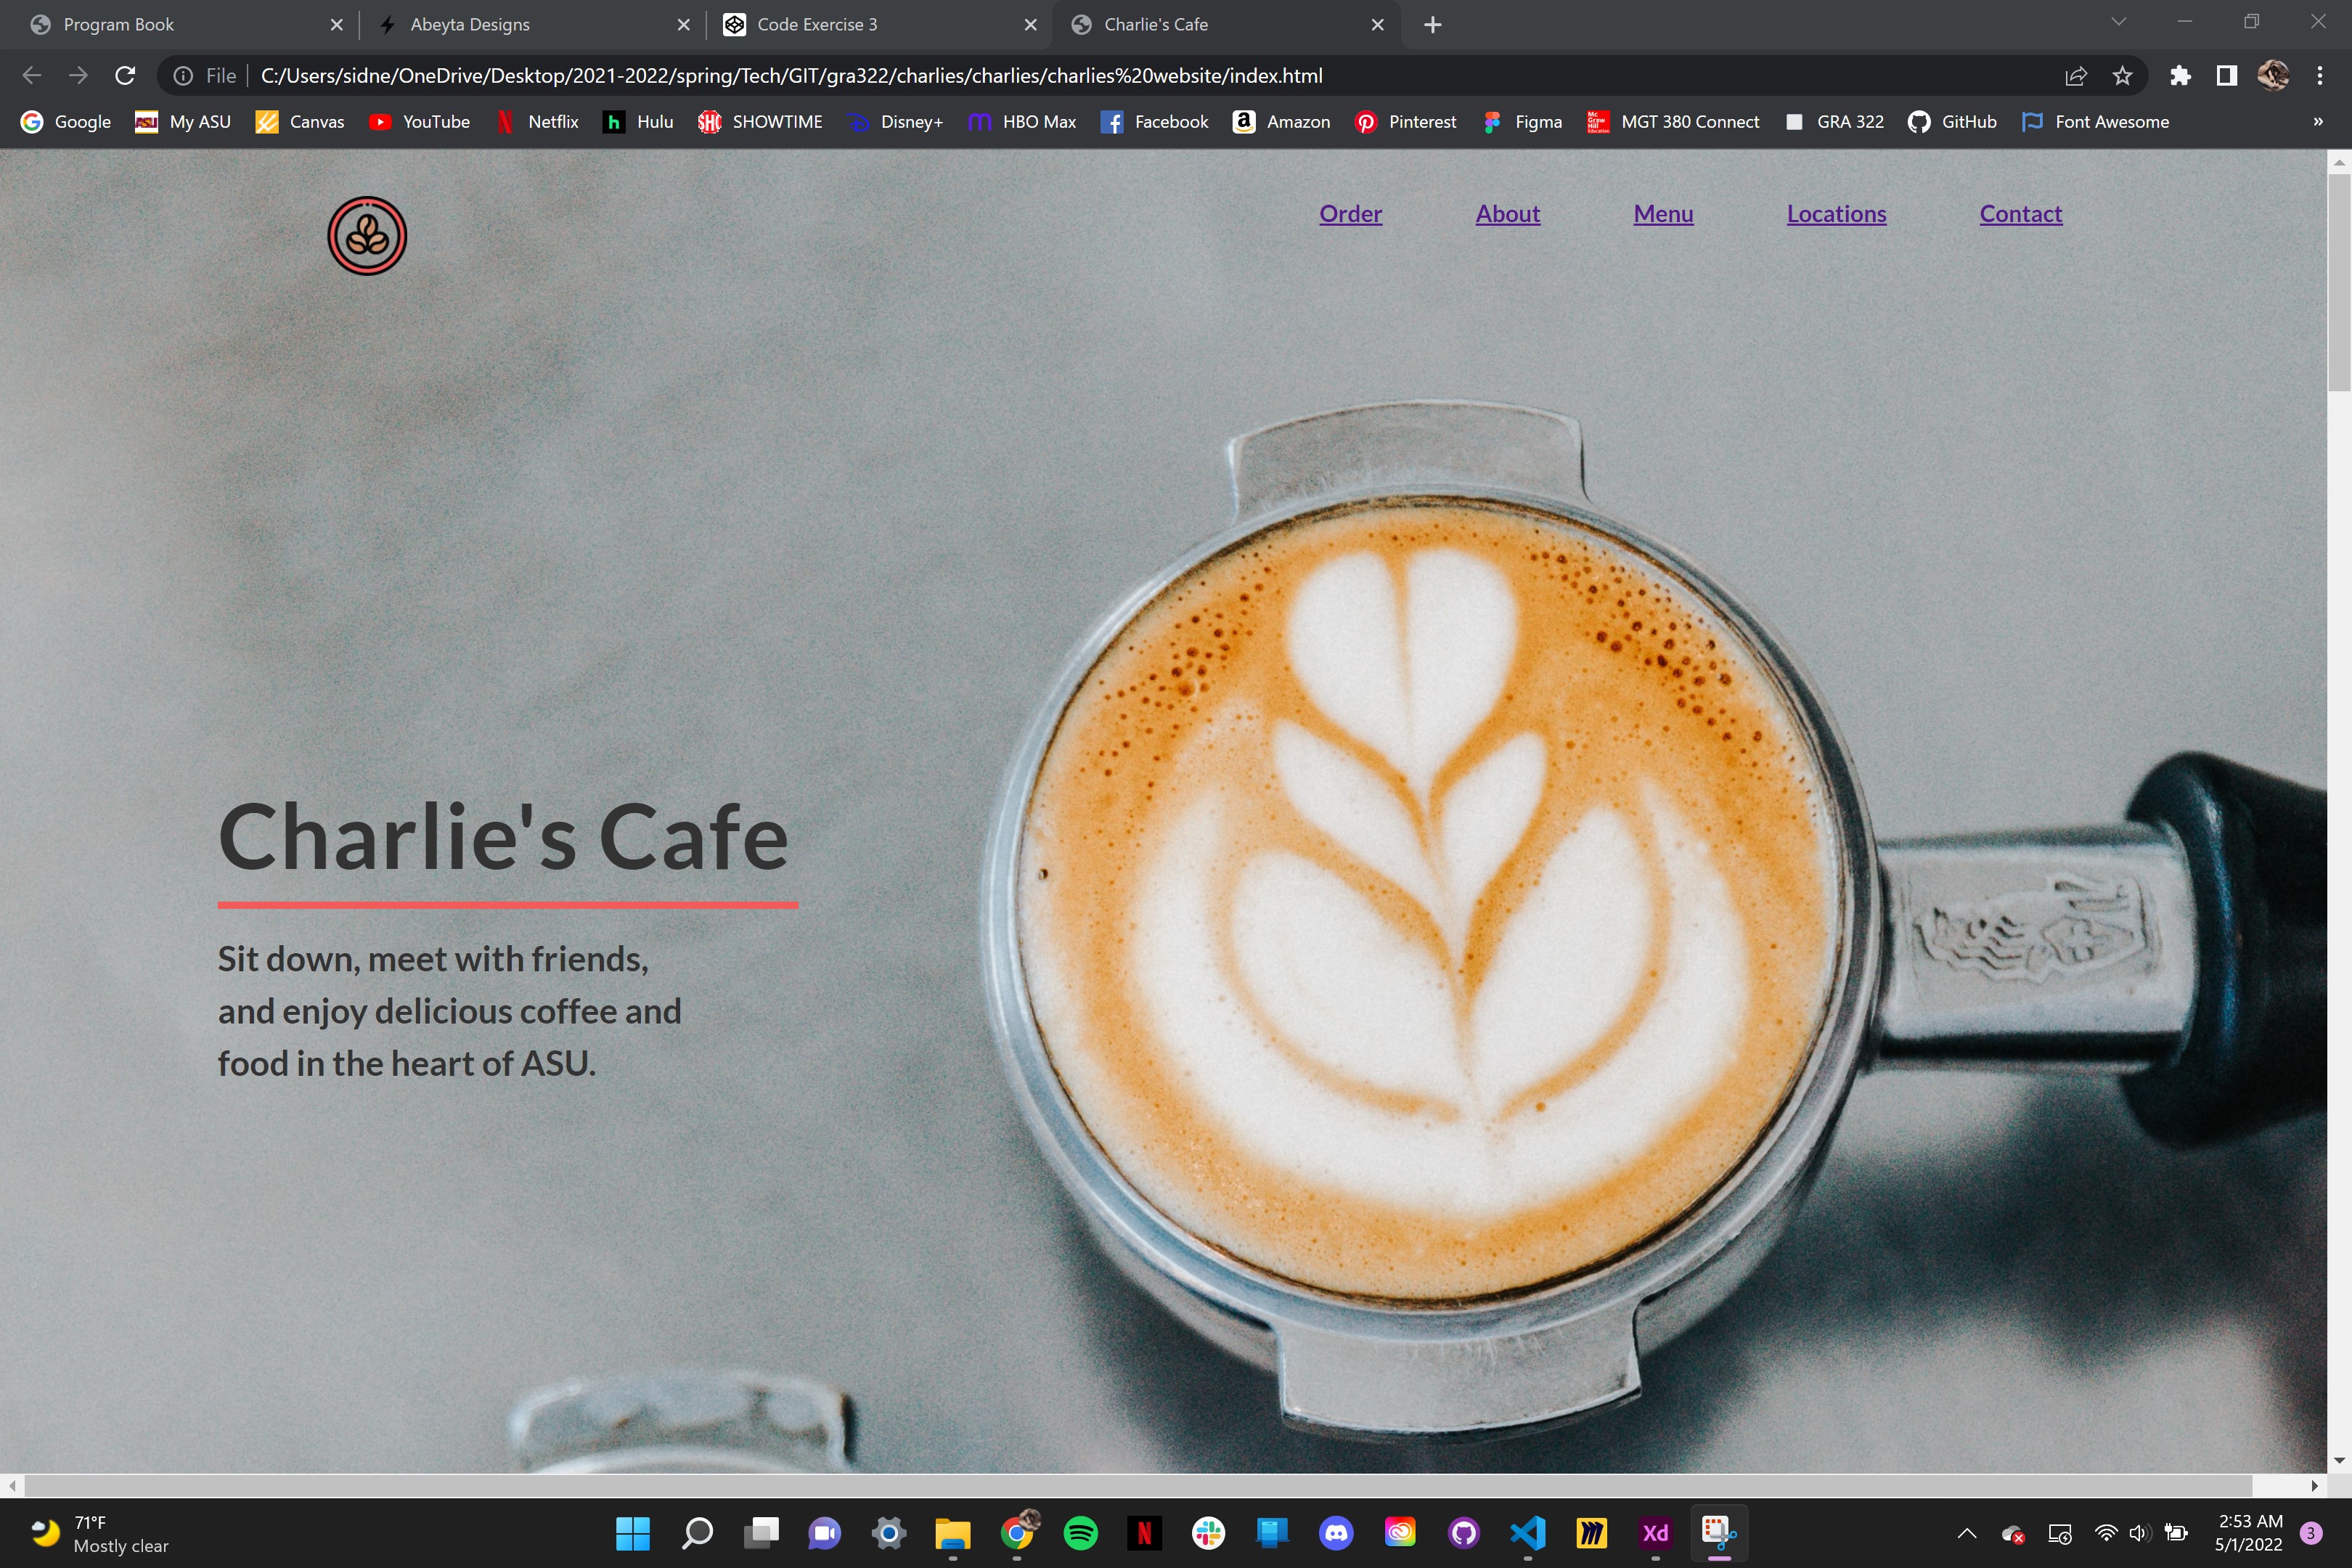 Program Book
Abeyta Designs
Code Exercise 3
Charlie's Cafe
File
C:/Users/sidne/OneDrive/Desktop/2021-2022/spring/Tech/GIT/gra322/charlies/charlies/charlies%20website/index.html
Google
My ASU
Canvas
YouTube
Netflix
Hulu
SHOWTIME
Disney+
HBO Max
Facebook
Amazon
Pinterest
Figma
MGT 380 Connect
GRA 322
GitHub
Font Awesome
»
Order
About
Menu
Locations
Contact
Charlie's Cafe
Sit down, meet with friends,
and enjoy delicious coffee and
food in the heart of ASU.
71°F
Mostly clear
Xd
2:53 AM
5/1/2022
3